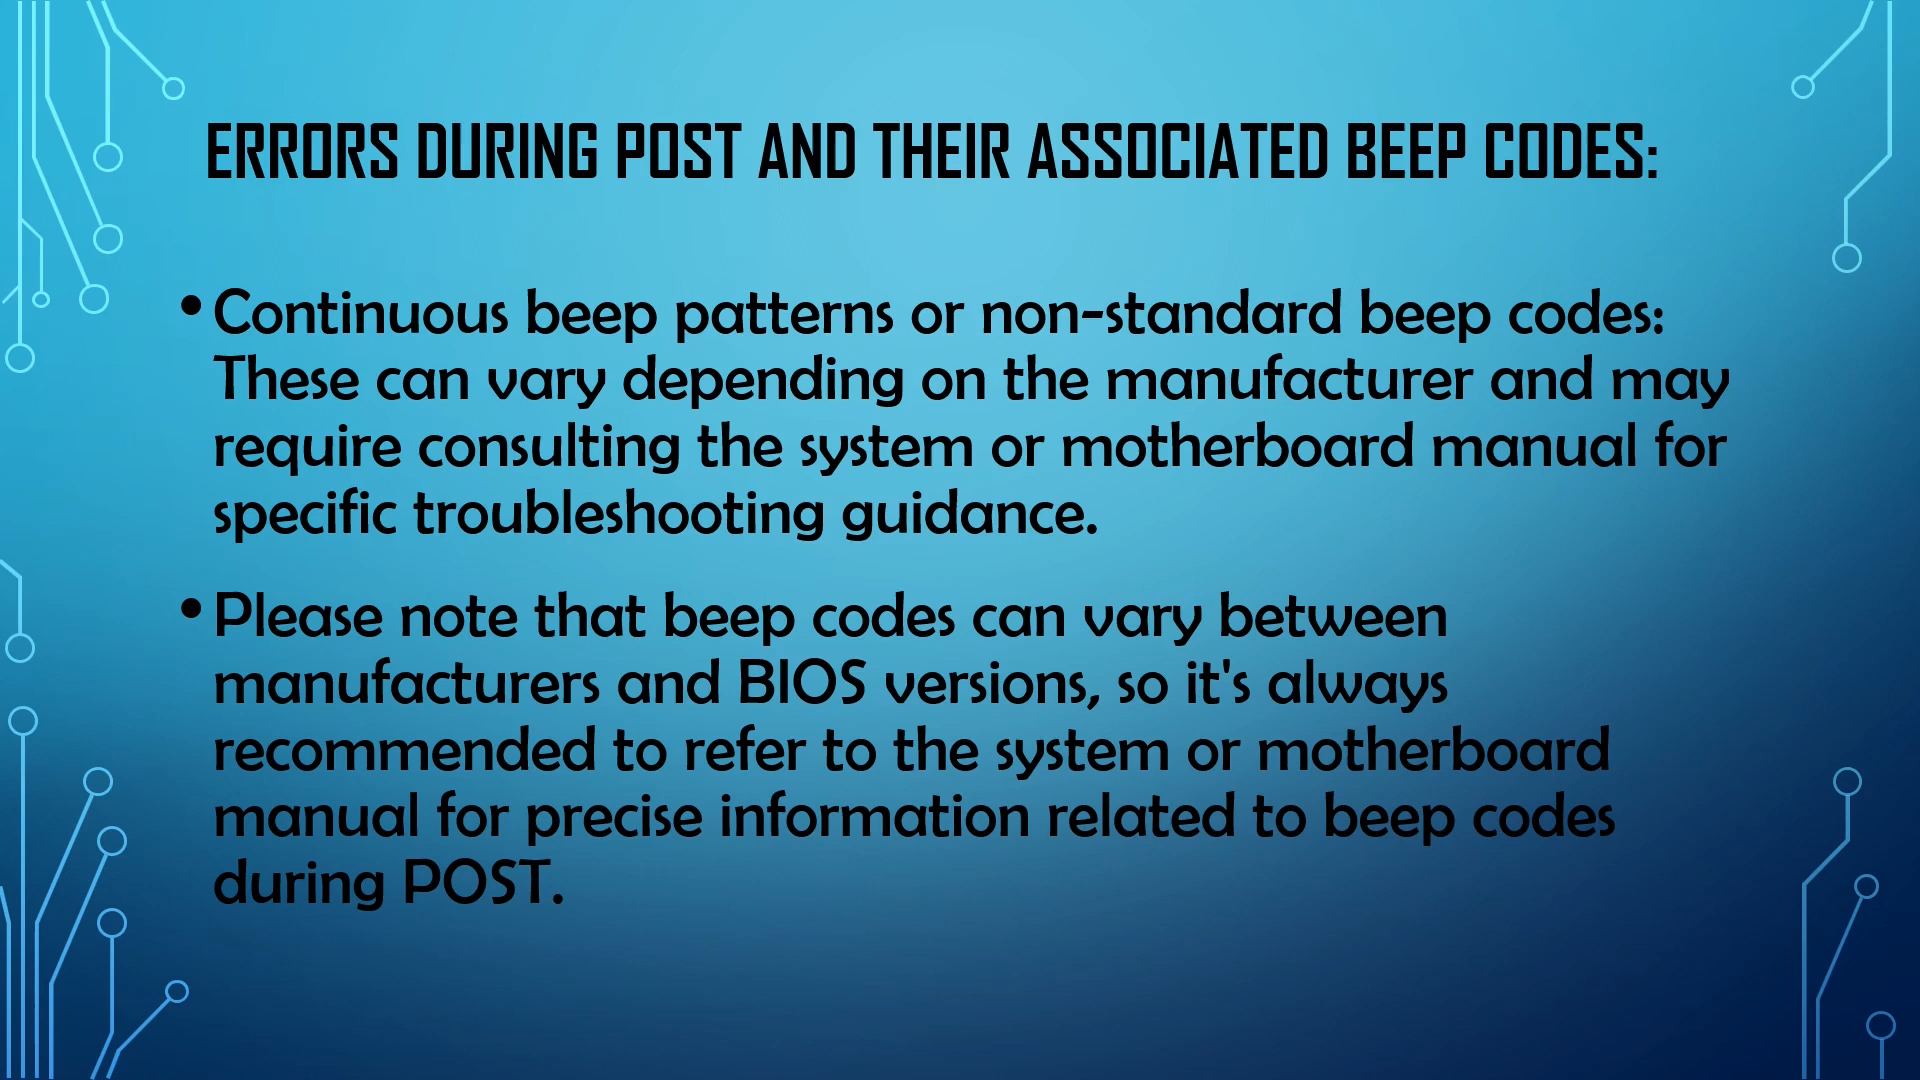 ERRORS DURING POST AND THEIR ASSOCIATED BEEP CODES:
• Continuous beep patterns or non-standard beep codes:
These can vary depending on the manufacturer and may
require consulting the system or motherboard manual for
specific troubleshooting guidance.
• Please note that beep codes can vary between
manufacturers and BIOS versions, so it's always
recommended to refer to the system or motherboard
manual for precise information related to beep codes
during POST.